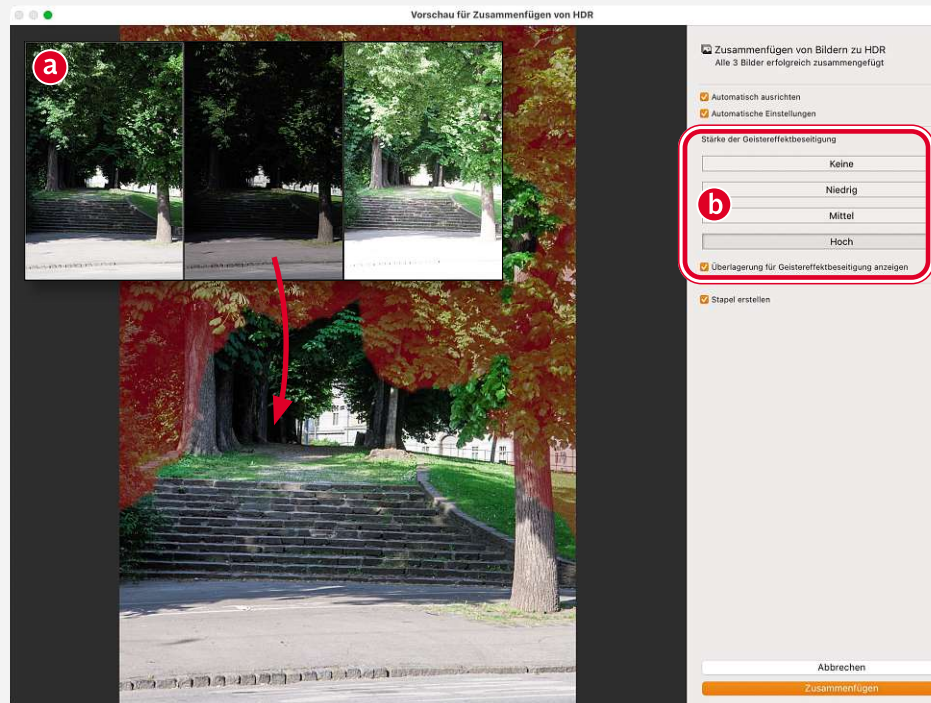 Vorschau für Zusammenfügen von HDR
a
Zusammenfügen von Bildern zu HDR
Alle 3 Bilder erfolgreich zusammengefügt
Automatisch ausrichten
Automatische Einstellungen
Stärke der Geistereffektbeseitigung
Keine
Niedrig
b
Mittel
Hoch
Überlagerung für Geistereffektbeseitigung anzeigen
Stapel erstellen
Abbrechen
Zusammenfügen